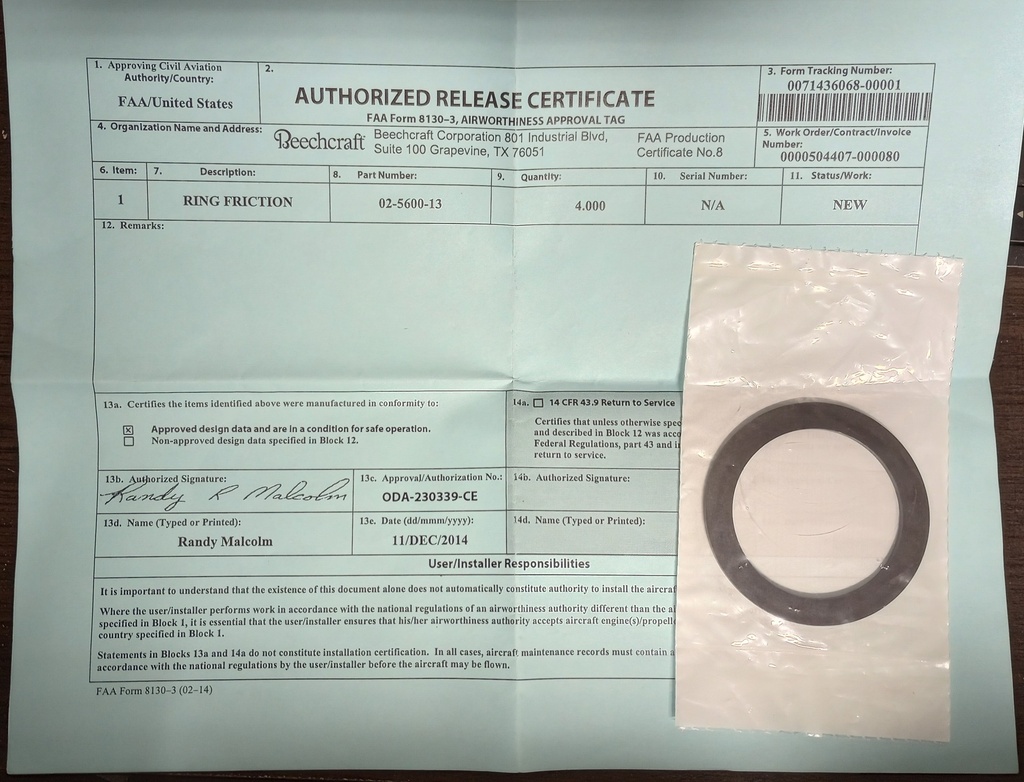 1. Approving Civil Aviation
Authority/Country:
FAA/United States
2.
AUTHORIZED RELEASE CERTIFICATE
FAA Form 8130-3, AIRWORTHINESS APPROVAL TAG
3. Form Tracking Number:
0071436068-00001
4. Organization Name and Address:
Beechcraft
Beechcraft Corporation 801 Industrial Blvd,
Suite 100 Grapevine, TX 76051
FAA Production
Certificate No.8
5. Work Order/Contract/Invoice
Number:
0000504407-000080
6. Item: 7. Description: 8. Part Number: 9. Quantity: 10. Serial Number: 11. Status/Work:
1 RING FRICTION 02-5600-13 4.000 N/A NEW
12. Remarks:
13a. Certifies the items identified above were manufactured in conformity to:
Approved design data and are in a condition for safe operation.
Non-approved design data specified in Block 12.
14a. 14 CFR 43.9 Return to Service
Certifies that unless otherwise spec
and described in Block 12 was acco
Federal Regulations, part 43 and i
return to service.
13b. Authorized Signature:
Randy R Malcolm
13c. Approval/Authorization No.:
ODA-230339-CE
14b. Authorized Signature:
13d. Name (Typed or Printed):
Randy Malcolm
13e. Date (dd/mmm/yyyy):
11/DEC/2014
14d. Name (Typed or Printed):
User/Installer Responsibilities
It is important to understand that the existence of this document alone does not automatically constitute authority to install the aircraf
Where the user/installer performs work in accordance with the national regulations of an airworthiness authority different than the a
specified in Block 1, it is essential that the user/installer ensures that his/her airworthiness authority accepts aircraft engine(s)/propell
country specified in Block 1.
Statements in Blocks 13a and 14a do not constitute installation certification. In all cases, aircraft maintenance records must contain a
accordance with the national regulations by the user/installer before the aircraft may be flown.
FAA Form 8130-3 (02-14)